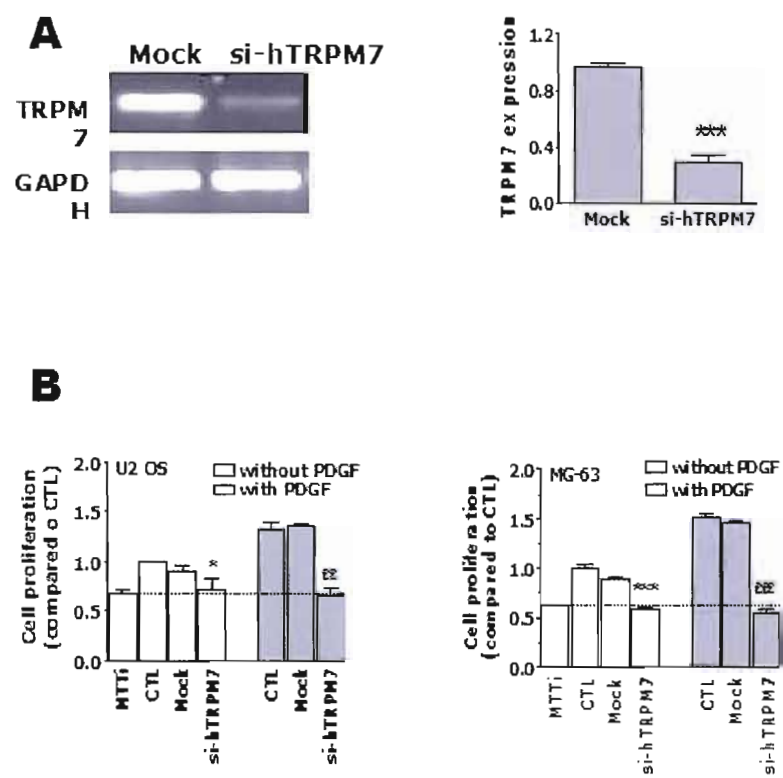 A
Mock si-hTRPM7
TRPM
7
GAPD
H
TRPM7 expression
1.2
0.8
0.4
0.0
***
Mock si-hTRPM7
B
Cell proliferation
(compared o CTL)
2.0
1.5
1.0
0.5
0.0
U2 OS
without PDGF
with PDGF
*
MTTi
CTL
Mock
si-hTRPM7
CTL
Mock
si-hTRPM7
Cell proliferation
(compared to CTL)
2.0
1.5
1.0
0.5
0.0
MG-63
without PDGF
with PDGF
***
MTTi
CTL
Mock
si-hTRPM7
CTL
Mock
si-hTRPM7